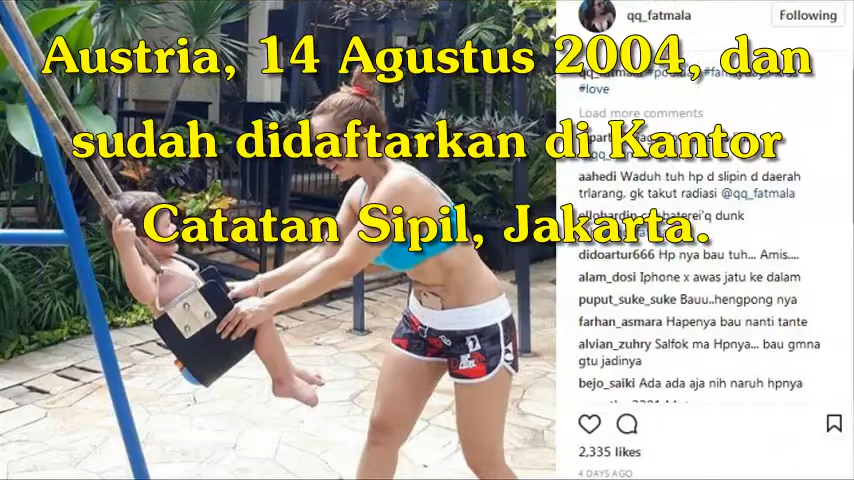 Austria, 14 Agustus 2004, dan
sudah didaftarkan di Kantor
Catatan Sipil, Jakarta.
qq_fatmala
Following
#love
Load more comments
aahedi Waduh tuh hp d slipin d daerah
trlarang, gk takut radiasi @qq_fatmala
baterei'q dunk
didoartur666 Hp nya bau tuh... Amis....
alam_dosi Iphone x awas jatu ke dalam
puput_suke_suke Bauu..hengpong nya
farhan_asmara Hapenya bau nanti tante
alvian_zuhry Salfok ma Hpnya... bau gmna
gtu jadinya
bejo_saiki Ada ada aja nih naruh hpnya
2,335 likes
4 DAYS AGO